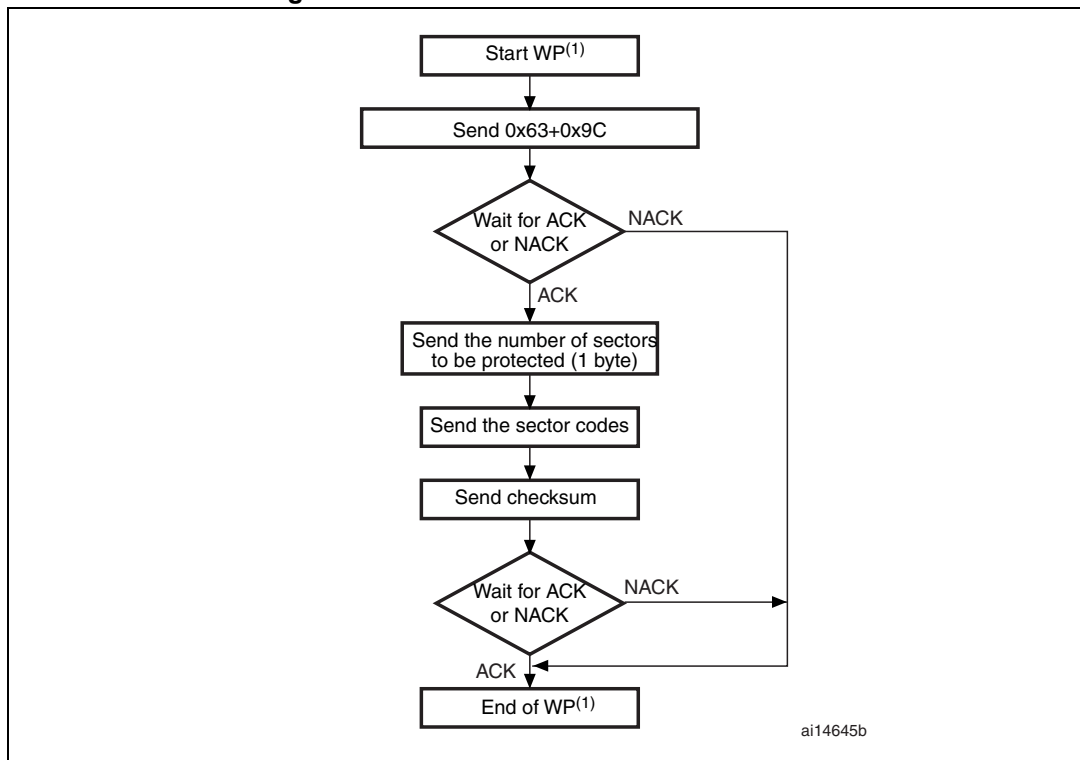 Start WP(1)
Send 0x63+0x9C
Wait for ACK
or NACK
NACK
ACK
Send the number of sectors
to be protected (1 byte)
Send the sector codes
Send checksum
Wait for ACK
or NACK
NACK
ACK
End of WP(1)
ai14645b